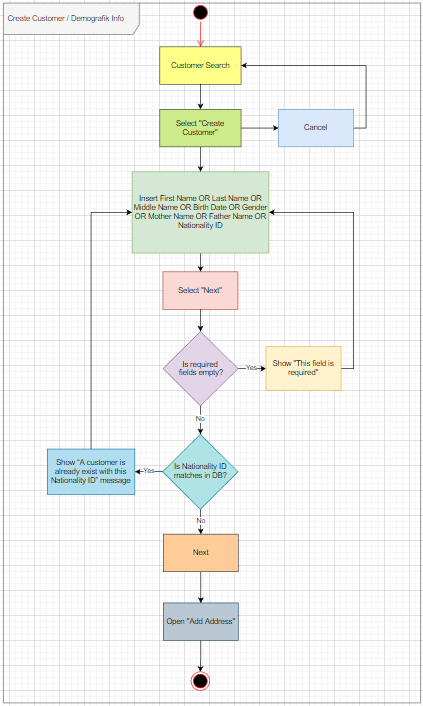 Create Customer / Demografik Info
Customer Search
Select "Create
Customer"
Cancel
Insert First Name OR Last Name OR
Middle Name OR Birth Date OR Gender
OR Mother Name OR Father Name OR
Nationality ID
Select "Next"
Is required
fields empty?
Yes
Show "This field is
required"
No
Show "A customer is
already exist with this
Nationality ID" message
Yes
Is Nationality ID
matches in DB?
No
Next
Open "Add Address"